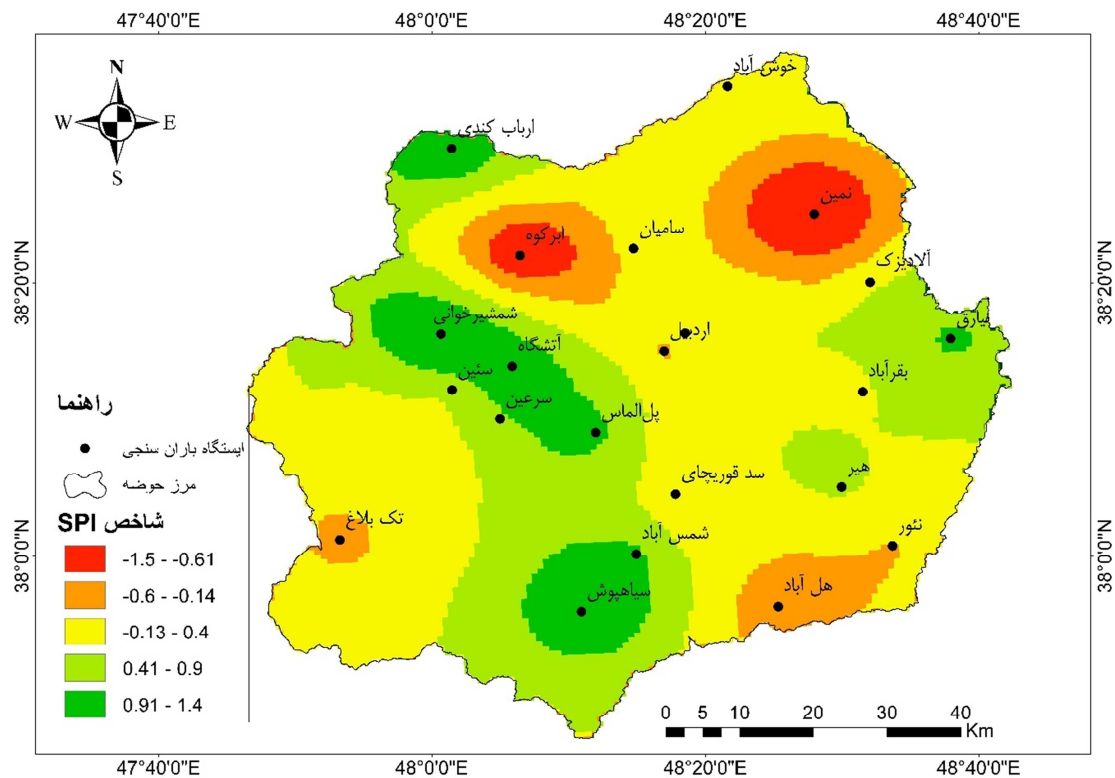 47°40'0"E
48°0'0"E
48°20'0"E
48°40'0"E
N
W
E
S
خوش آباد
ارباب کندی
نمین
سامیان
ابرکوه
آلادیزک
38°20'0"N
38°20'0"N
شمشیرخوانی
اردبیل
نیارق
آتشگاه
سئین
بقرآباد
سرعین
پل‌الماس
هیر
سد قوریچای
تک بلاغ
شمس آباد
نئور
38°0'0"N
38°0'0"N
سیاهپوش
هل آباد
راهنما
ایستگاه باران سنجی
مرز حوضه
شاخص SPI
-1.5 - -0.61
-0.6 - -0.14
-0.13 - 0.4
0.41 - 0.9
0.91 - 1.4
0 5 10 20 30 40
Km
47°40'0"E
48°0'0"E
48°20'0"E
48°40'0"E